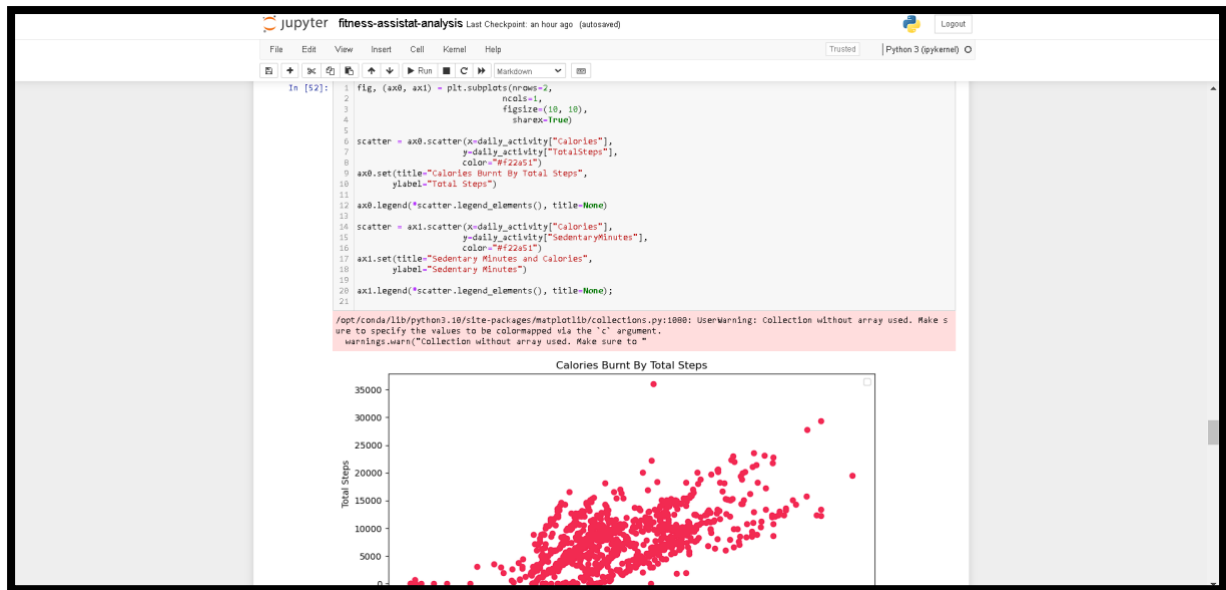 jupyter fitness-assistat-analysis Last Checkpoint: an hour ago (autosaved)
Logout
File Edit View Insert Cell Kernel Help
Trusted
Python 3 (ipykernel)
Run
Markdown
In [52]:
1 fig, (ax0, ax1) = plt.subplots(nrows=2,
2 ncols=1,
3 figsize=(10, 10),
4 sharex=True)
5
6 scatter = ax0.scatter(x=daily_activity["Calories"],
7 y=daily_activity["TotalSteps"],
8 color="#f22a51")
9 ax0.set(title="Calories Burnt By Total Steps",
10 ylabel="Total Steps")
11
12 ax0.legend(*scatter.legend_elements(), title=None)
13
14 scatter = ax1.scatter(x=daily_activity["Calories"],
15 y=daily_activity["SedentaryMinutes"],
16 color="#f22a51")
17 ax1.set(title="Sedentary Minutes and Calories",
18 ylabel="Sedentary Minutes")
19
20 ax1.legend(*scatter.legend_elements(), title=None);
21
/opt/conda/lib/python3.10/site-packages/matplotlib/collections.py:1000: UserWarning: Collection without array used. Make s
ure to specify the values to be colormapped via the `c` argument.
warnings.warn("Collection without array used. Make sure to "
Calories Burnt By Total Steps
35000
30000
25000
20000
15000
10000
5000
0
Total Steps